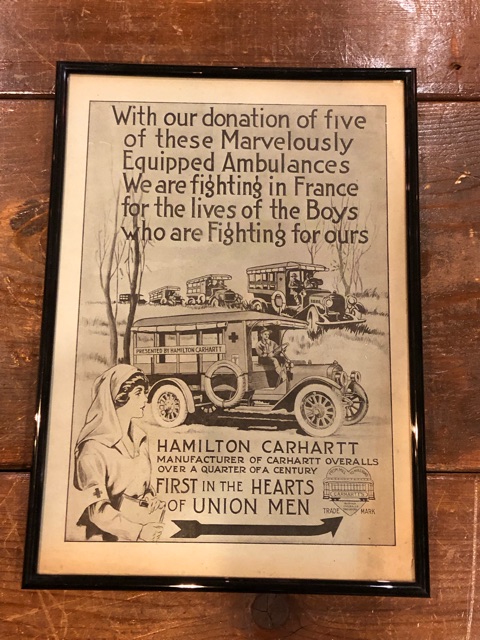 With our donation of five
of these Marvelously
Equipped Ambulances
We are fighting in France
for the lives of the Boys
who are Fighting for ours
PRESENTED BY HAMILTON CARHARTT
HAMILTON CARHARTT
MANUFACTURER OF CARHARTT OVERALLS
OVER A QUARTER OF A CENTURY
FIRST IN THE HEARTS
OF UNION MEN
CARHARTT
TRADE MARK